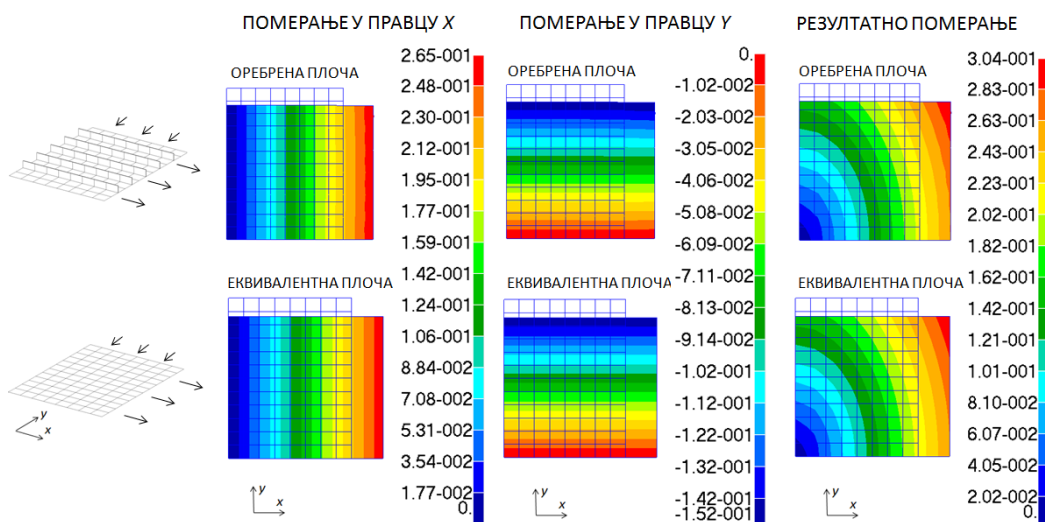 ПОМЕРАЊЕ У ПРАВЦУ X
ПОМЕРАЊЕ У ПРАВЦУ Y
РЕЗУЛТАТНО ПОМЕРАЊЕ
ОРЕБРЕНА ПЛОЧА
ОРЕБРЕНА ПЛОЧА
ОРЕБРЕНА ПЛОЧА
ЕКВИВАЛЕНТНА ПЛОЧА
ЕКВИВАЛЕНТНА ПЛОЧА
ЕКВИВАЛЕНТНА ПЛОЧА
2.65-001
2.48-001
2.30-001
2.12-001
1.95-001
1.77-001
1.59-001
1.42-001
1.24-001
1.06-001
8.84-002
7.08-002
5.31-002
3.54-002
1.77-002
0.
0.
-1.02-002
-2.03-002
-3.05-002
-4.06-002
-5.08-002
-6.09-002
-7.11-002
-8.13-002
-9.14-002
-1.02-001
-1.12-001
-1.22-001
-1.32-001
-1.42-001
-1.52-001
3.04-001
2.83-001
2.63-001
2.43-001
2.23-001
2.02-001
1.82-001
1.62-001
1.42-001
1.21-001
1.01-001
8.10-002
6.07-002
4.05-002
2.02-002
0.
y
x
y
x
y
x
y
x